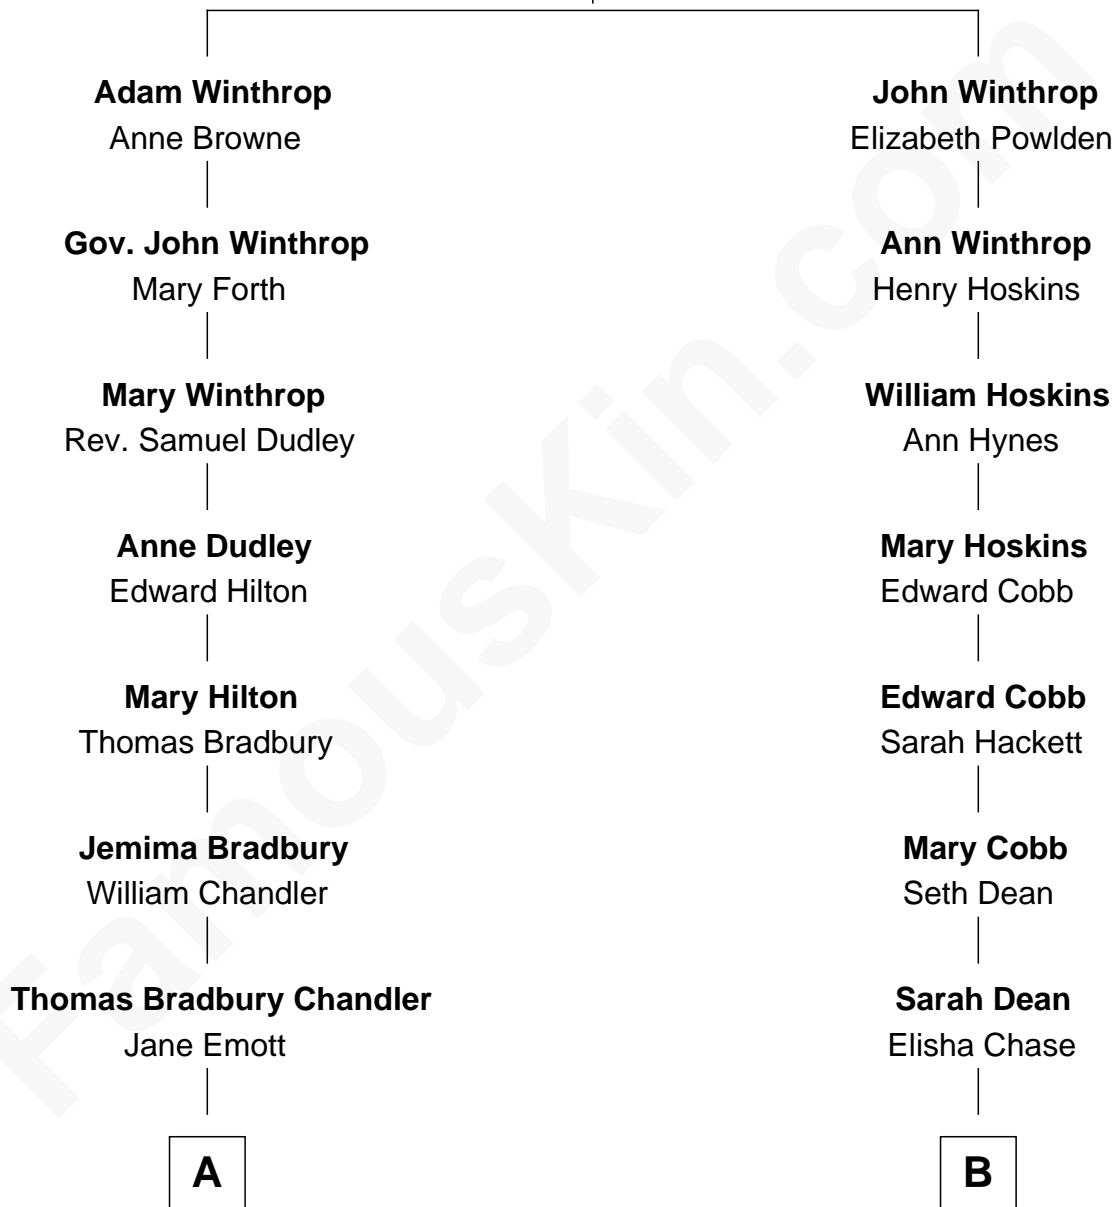 Adam Winthrop
Anne Browne
Gov. John Winthrop
Mary Forth
Mary Winthrop
Rev. Samuel Dudley
Anne Dudley
Edward Hilton
Mary Hilton
Thomas Bradbury
Jemima Bradbury
William Chandler
Thomas Bradbury Chandler
Jane Emott
A
John Winthrop
Elizabeth Powlden
Ann Winthrop
Henry Hoskins
William Hoskins
Ann Hynes
Mary Hoskins
Edward Cobb
Edward Cobb
Sarah Hackett
Mary Cobb
Seth Dean
Sarah Dean
Elisha Chase
B
FamousKin.com